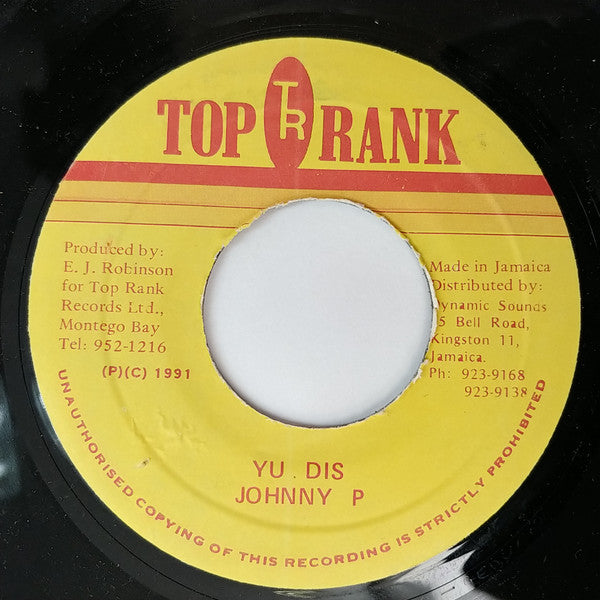 TOP TR RANK
Produced by:
E. J. Robinson
for Top Rank
Records Ltd.,
Montego Bay
Tel: 952-1216
(P)(C) 1991
Made in Jamaica
Distributed by:
ynamic Sounds
5 Bell Road,
Kingston 11,
Jamaica.
Ph: 923-9168
923-9138
YU . DIS
JOHNNY P
UNAUTHORISED COPYING OF THIS RECORDING IS STRICTLY PROHIBITED